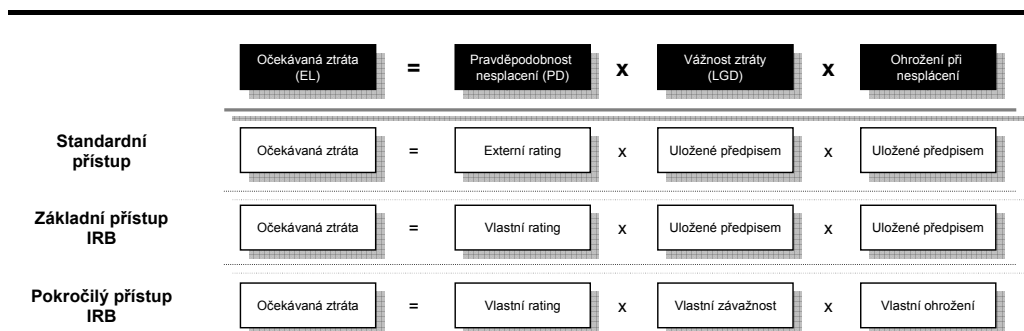 Očekávaná ztráta
(EL)
=
Pravděpodobnost
nesplacení (PD)
x
Vážnost ztráty
(LGD)
x
Ohrožení při
nesplácení
Standardní
přístup
Očekávaná ztráta = Externí rating x Uložené předpisem x Uložené předpisem
Základní přístup
IRB
Očekávaná ztráta = Vlastní rating x Uložené předpisem x Uložené předpisem
Pokročilý přístup
IRB
Očekávaná ztráta = Vlastní rating x Vlastní závažnost x Vlastní ohrožení